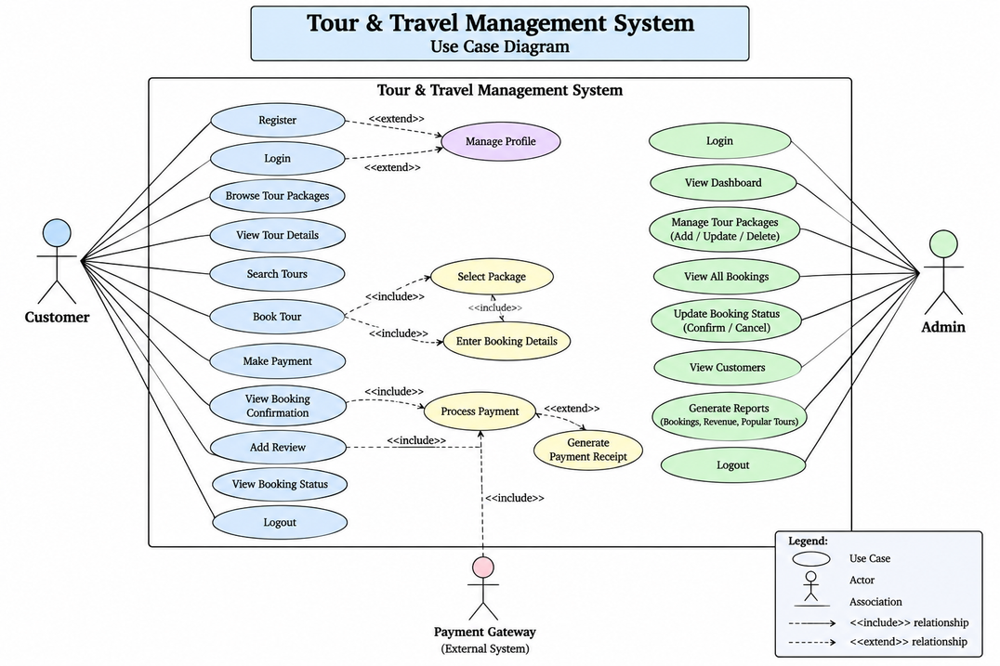 Tour & Travel Management System
Use Case Diagram
Tour & Travel Management System
Register
<<extend>>
Manage Profile
Login
<<extend>>
Browse Tour Packages
View Tour Details
Search Tours
Book Tour
<<include>>
Select Package
<<include>>
<<include>>
Enter Booking Details
Make Payment
View Booking
Confirmation
<<include>>
Process Payment
<<extend>>
Generate
Payment Receipt
Add Review
<<include>>
View Booking Status
Logout
<<include>>
Customer
Login
View Dashboard
Manage Tour Packages
(Add / Update / Delete)
View All Bookings
Update Booking Status
(Confirm / Cancel)
View Customers
Generate Reports
(Bookings, Revenue, Popular Tours)
Logout
Admin
Payment Gateway
(External System)
Legend:
Use Case
Actor
Association
<<include>> relationship
<<extend>> relationship